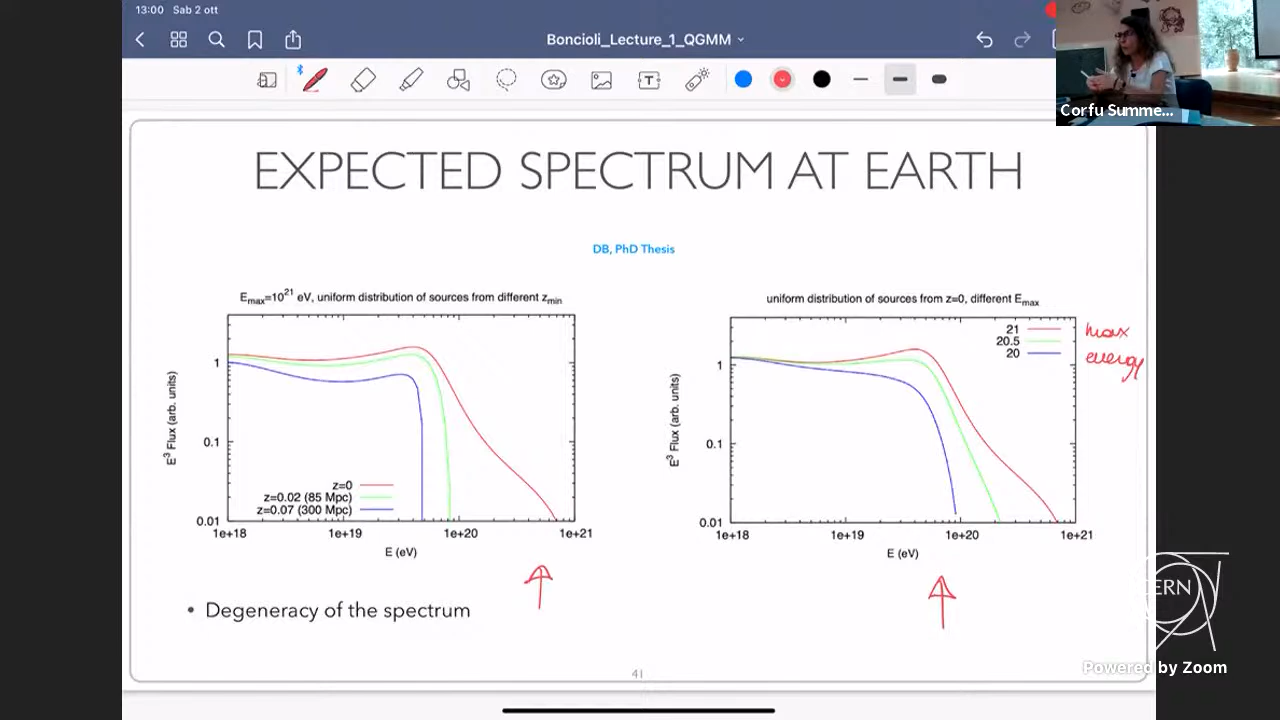 13:00 Sab 2 ott
Boncioli_Lecture_1_QGMM
Corfu Summe...
EXPECTED SPECTRUM AT EARTH
DB, PhD Thesis
E_max=10^21 eV, uniform distribution of sources from different z_min
E^3 Flux (arb. units)
1
0.1
0.01
z=0
z=0.02 (85 Mpc)
z=0.07 (300 Mpc)
1e+18 1e+19 1e+20 1e+21
E (eV)
uniform distribution of sources from z=0, different E_max
E^3 Flux (arb. units)
1
0.1
0.01
21
20.5
20
max
energy
1e+18 1e+19 1e+20 1e+21
E (eV)
• Degeneracy of the spectrum
41
ERN
Powered by Zoom